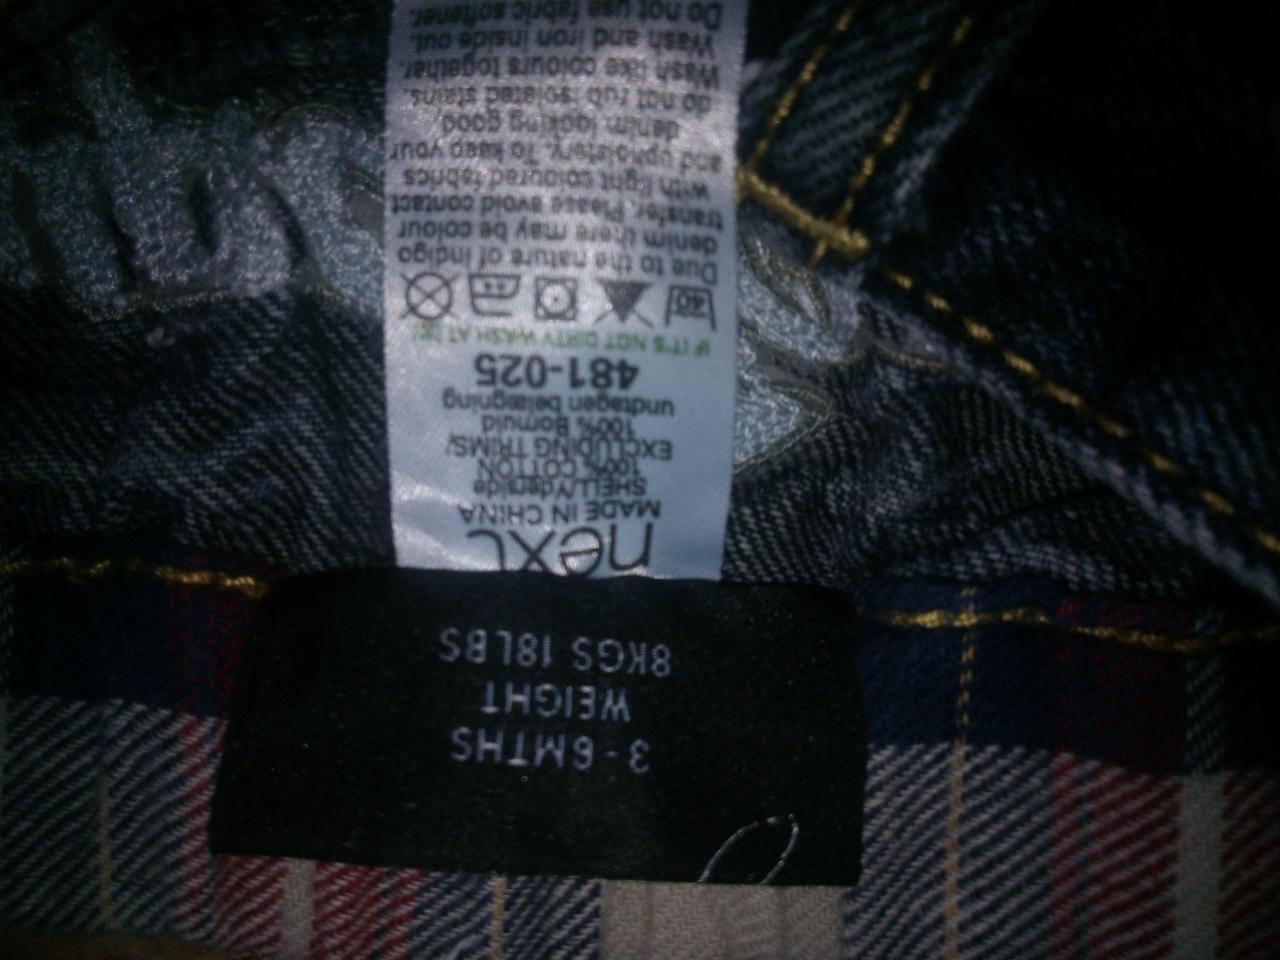 3-6MTHS
WEIGHT
8KGS 18LBS
next
MADE IN CHINA
SHELL/Yderside
100% COTTON
EXCLUDING TRIMS/
100% Bomuld
undtagen belægning
481-025
IF IT'S NOT DIRTY WASH AT 30°
40
Due to the nature of indigo
denim there may be colour
transfer. Please avoid contact
with light coloured fabrics
and upholstery. To keep your
denim looking good
do not rub isolated stains.
Wash like colours together.
Wash and iron inside out.
Do not use fabric softener.